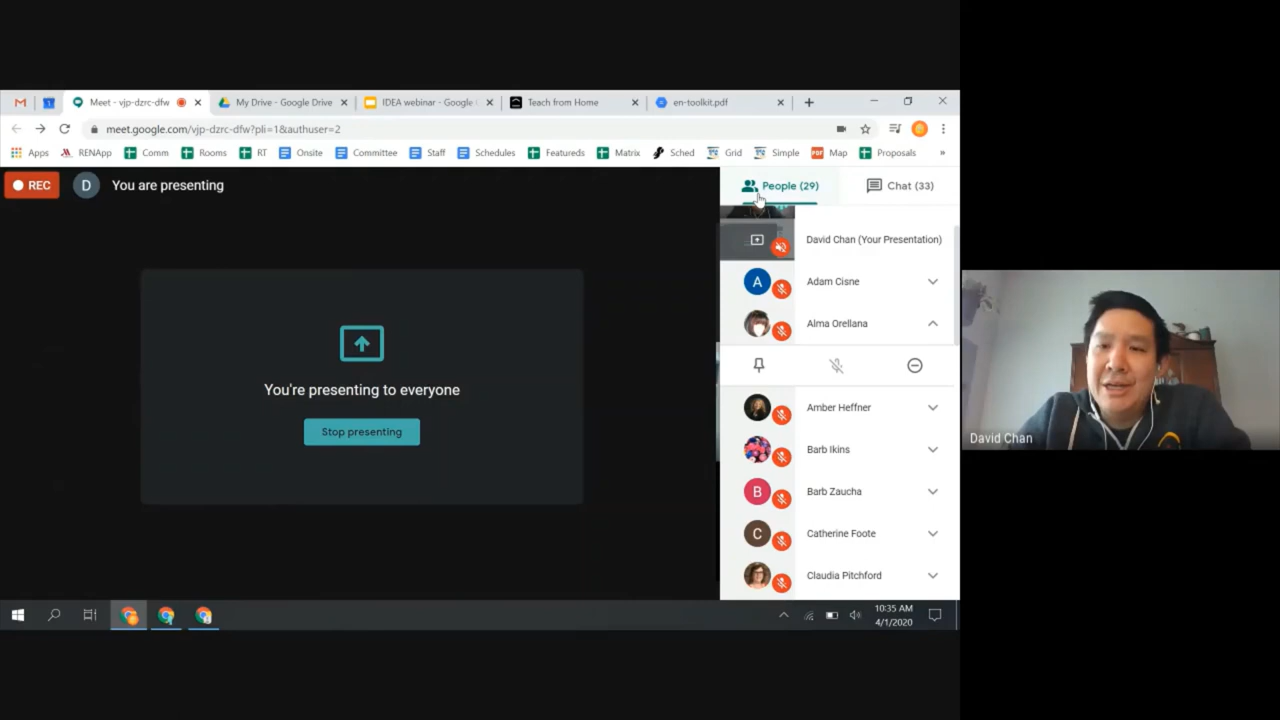 Meet - vjp-dzrc-dfw
My Drive - Google Drive
IDEA webinar - Google
Teach from Home
en-toolkit.pdf
meet.google.com/vjp-dzrc-dfw?pli=1&authuser=2
Apps RENApp Comm Rooms RT Onsite Committee Staff Schedules Featureds Matrix Sched Grid Simple Map Proposals »
REC D You are presenting
People (29) Chat (33)
David Chan (Your Presentation)
A Adam Cisne
Alma Orellana
You're presenting to everyone
Stop presenting
Amber Heffner
Barb Ikins
B Barb Zaucha
C Catherine Foote
Claudia Pitchford
David Chan
10:35 AM
4/1/2020